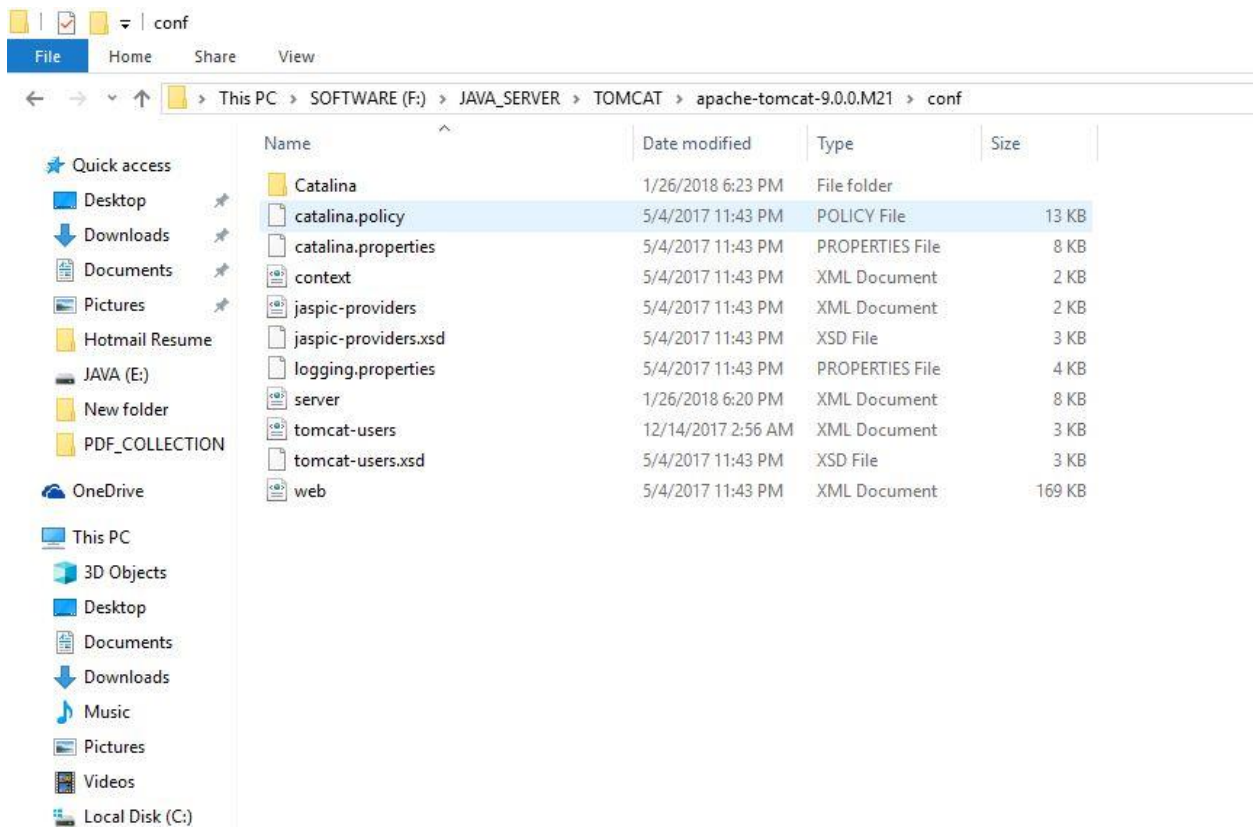 conf
File Home Share View
This PC > SOFTWARE (F:) > JAVA_SERVER > TOMCAT > apache-tomcat-9.0.0.M21 > conf
Name Date modified Type Size
Quick access
Desktop
Downloads
Documents
Pictures
Hotmail Resume
JAVA (E:)
New folder
PDF_COLLECTION
OneDrive
This PC
3D Objects
Desktop
Documents
Downloads
Music
Pictures
Videos
Local Disk (C:)
Catalina 1/26/2018 6:23 PM File folder
catalina.policy 5/4/2017 11:43 PM POLICY File 13 KB
catalina.properties 5/4/2017 11:43 PM PROPERTIES File 8 KB
context 5/4/2017 11:43 PM XML Document 2 KB
jaspic-providers 5/4/2017 11:43 PM XML Document 2 KB
jaspic-providers.xsd 5/4/2017 11:43 PM XSD File 3 KB
logging.properties 5/4/2017 11:43 PM PROPERTIES File 4 KB
server 1/26/2018 6:20 PM XML Document 8 KB
tomcat-users 12/14/2017 2:56 AM XML Document 3 KB
tomcat-users.xsd 5/4/2017 11:43 PM XSD File 3 KB
web 5/4/2017 11:43 PM XML Document 169 KB